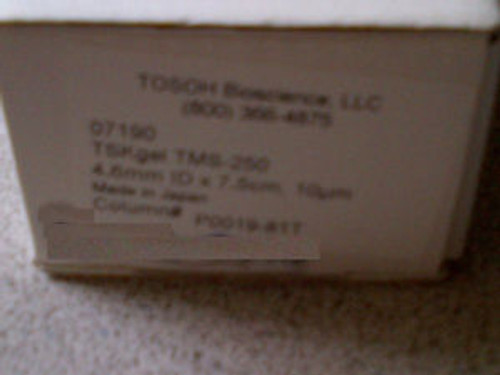 TOSOH Bioscience, LLC
(800) 366-4875
07190
TSKgel TMS-250
4.6mm ID x 7.5cm, 10µm
Made in Japan
Column# P0019-81T